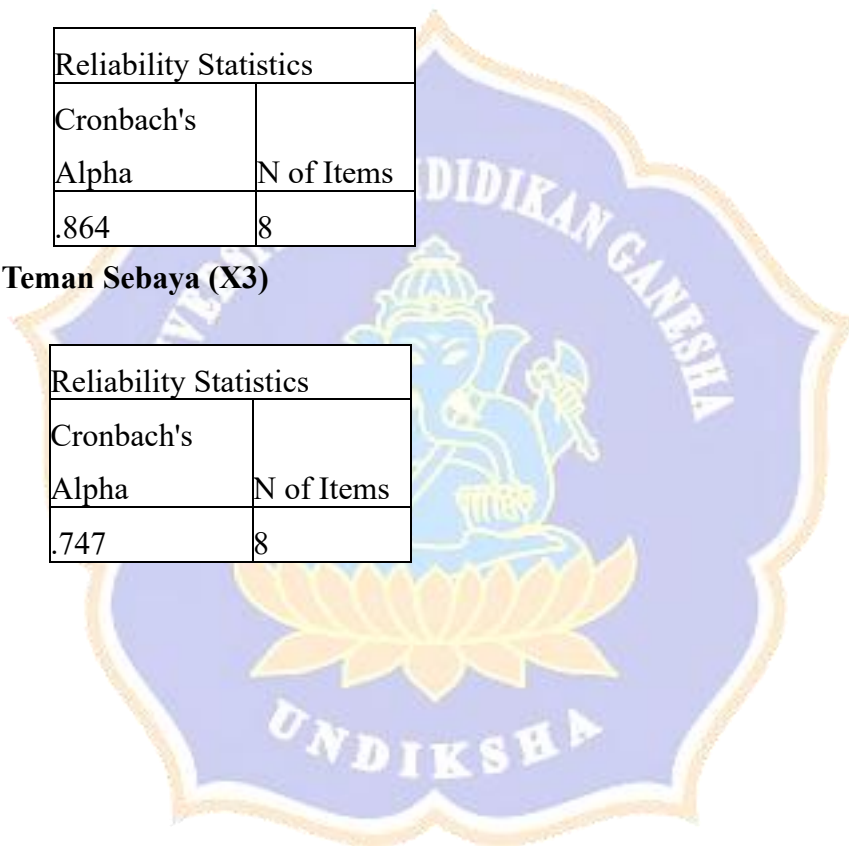 Reliability Statistics
Cronbach's
Alpha N of Items
.864 8
Teman Sebaya (X3)
Reliability Statistics
Cronbach's
Alpha N of Items
.747 8
GANESHA
UNDIKSHA